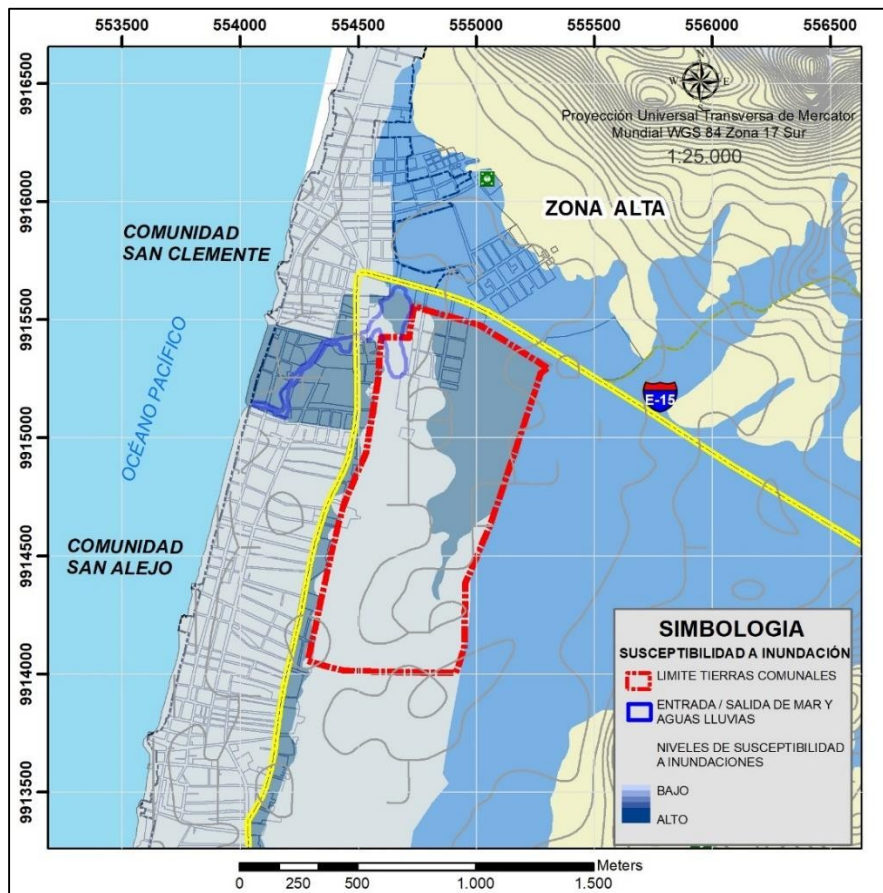 553500 554000 554500 555000 555500 556000 556500
9916500
9916000
9915500
9915000
9914500
9914000
9913500
N
W E
S
Proyección Universal Transversa de Mercator
Mundial WGS 84 Zona 17 Sur
1:25.000
ZONA ALTA
COMUNIDAD
SAN CLEMENTE
OCÉANO PACÍFICO
E-15
COMUNIDAD
SAN ALEJO
SIMBOLOGIA
SUSCEPTIBILIDAD A INUNDACIÓN
LIMITE TIERRAS COMUNALES
ENTRADA / SALIDA DE MAR Y
AGUAS LLUVIAS
NIVELES DE SUSCEPTIBILIDAD
A INUNDACIONES
BAJO
ALTO
Meters
0 250 500 1.000 1.500